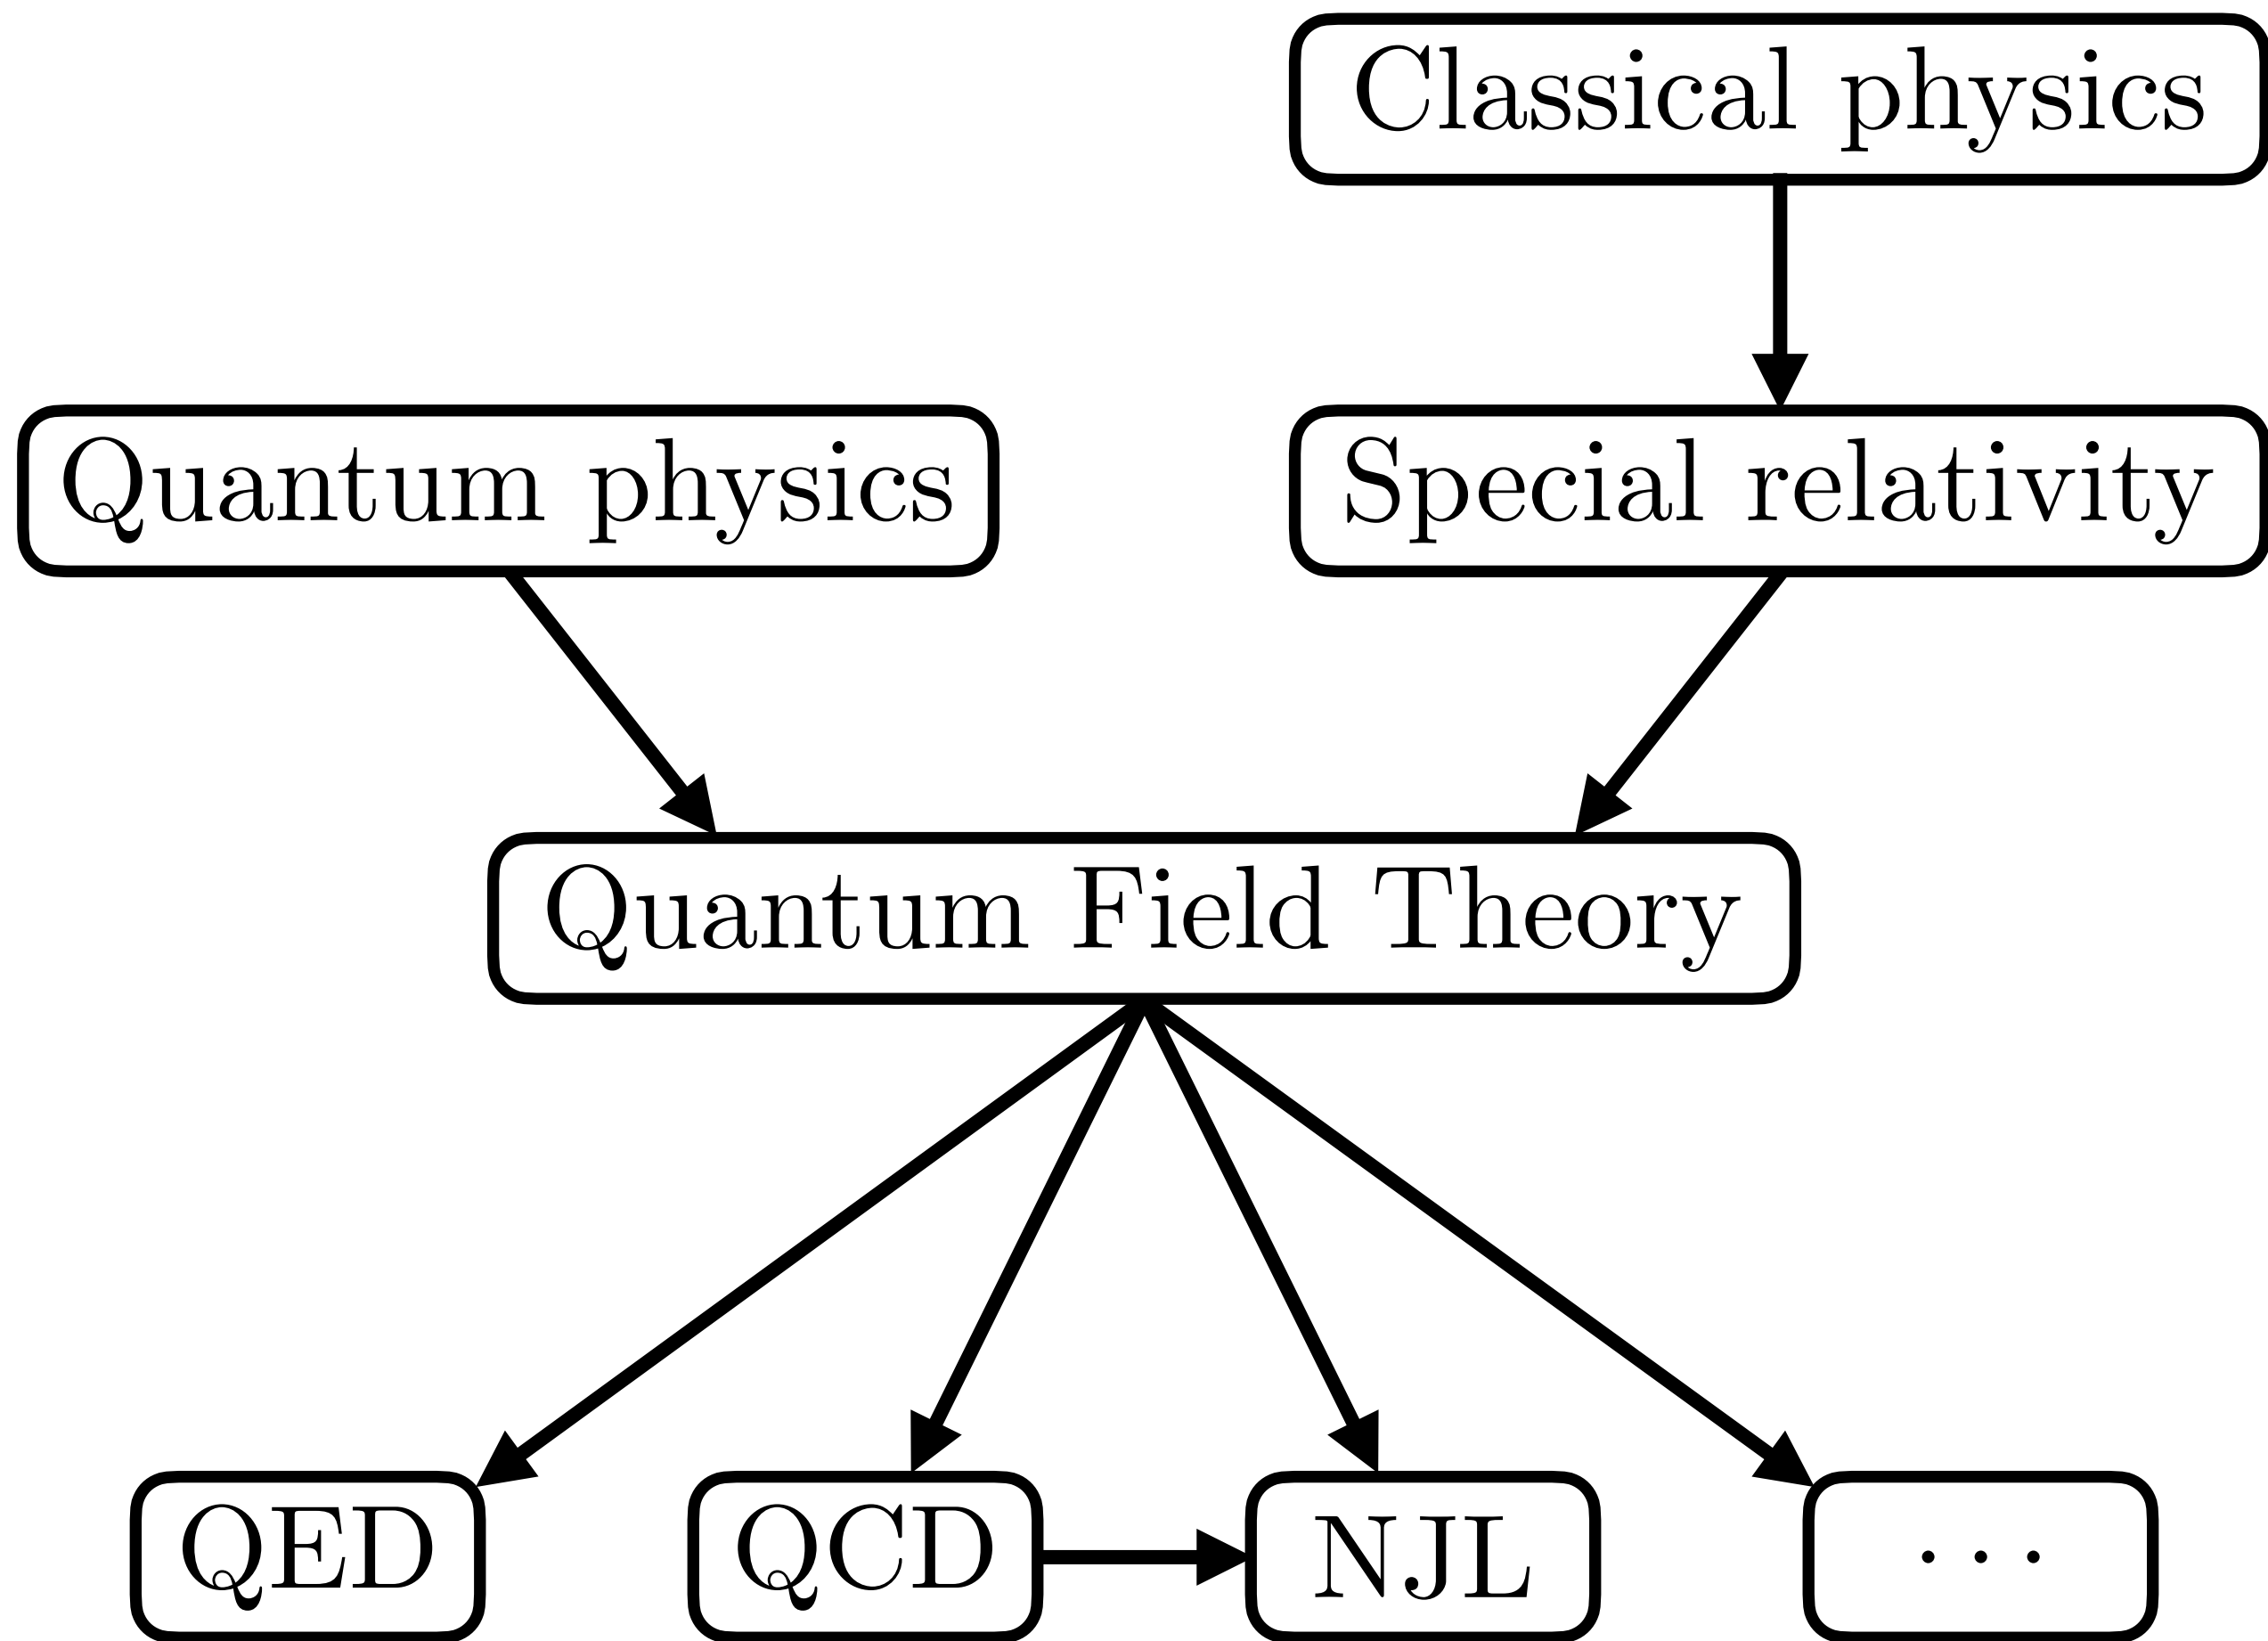 Classical physics
Quantum physics
Special relativity
Quantum Field Theory
QED
QCD
NJL
...